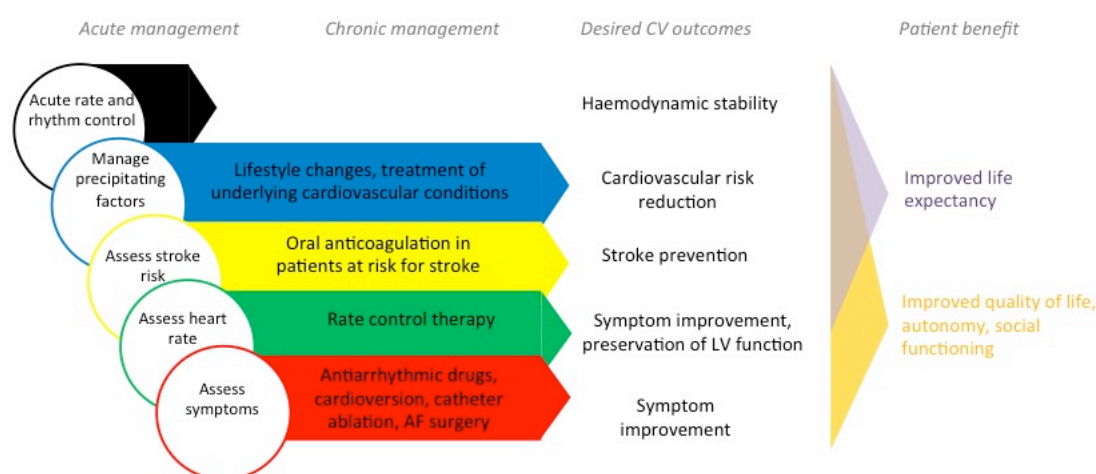 Acute management
Chronic management
Desired CV outcomes
Patient benefit
Acute rate and
rhythm control
Haemodynamic stability
Manage
precipitating
factors
Lifestyle changes, treatment of
underlying cardiovascular conditions
Cardiovascular risk
reduction
Improved life
expectancy
Assess stroke
risk
Oral anticoagulation in
patients at risk for stroke
Stroke prevention
Assess heart
rate
Rate control therapy
Symptom improvement,
preservation of LV function
Improved quality of life,
autonomy, social
functioning
Assess
symptoms
Antiarrhythmic drugs,
cardioversion, catheter
ablation, AF surgery
Symptom
improvement